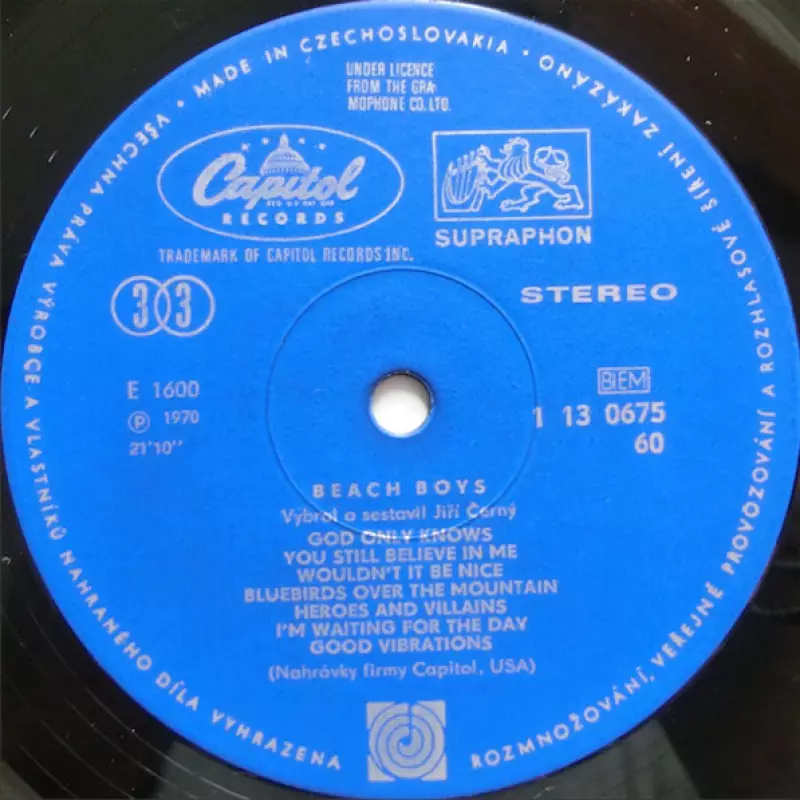 • MADE IN CZECHOSLOVAKIA •
UNDER LICENCE
FROM THE GRA-
MOPHONE CO. LTD.
Capitol
RECORDS
TRADEMARK OF CAPITOL RECORDS INC.
SUPRAPHON
33
STEREO
E 1600
Ⓟ 1970
21'10''
BIEM
1 13 0675
60
BEACH BOYS
Vybral a sestavil Jiří Černý
GOD ONLY KNOWS
YOU STILL BELIEVE IN ME
WOULDN'T IT BE NICE
BLUEBIRDS OVER THE MOUNTAIN
HEROES AND VILLAINS
I'M WAITING FOR THE DAY
GOOD VIBRATIONS
(Nahrávky firmy Capitol, USA)
VŠECHNA PRÁVA VÝROBCE A VLASTNÍKŮ NAHRANÉHO DÍLA VYHRAZENA
ROZMNOŽOVÁNÍ, VEŘEJNÉ PROVOZOVÁNÍ A ROZHLASOVÉ ŠÍŘENÍ ZAKÁZÁNO